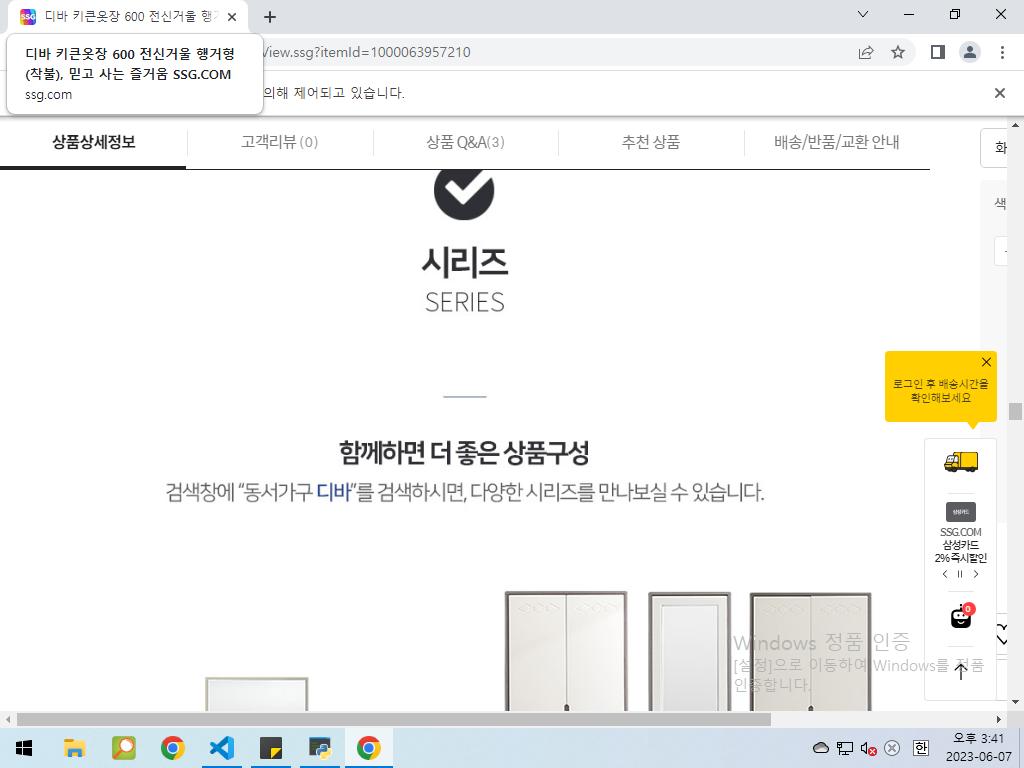 디바 키큰옷장 600 전신거울 행거
디바 키큰옷장 600 전신거울 행거형
(착불), 믿고 사는 즐거움 SSG.COM
ssg.com
View.ssg?itemId=1000063957210
의해 제어되고 있습니다.
상품상세정보
고객리뷰 (0)
상품 Q&A(3)
추천 상품
배송/반품/교환 안내
화
색
시리즈
SERIES
함께하면 더 좋은 상품구성
검색창에 “동서가구 디바”를 검색하시면, 다양한 시리즈를 만나보실 수 있습니다.
로그인 후 배송시간을
확인해보세요
삼성카드
SSG.COM
삼성카드
2% 즉시할인
0
Windows 정품 인증
[설정]으로 이동하여 Windows를 정품
인증합니다.
한
오후 3:41
2023-06-07